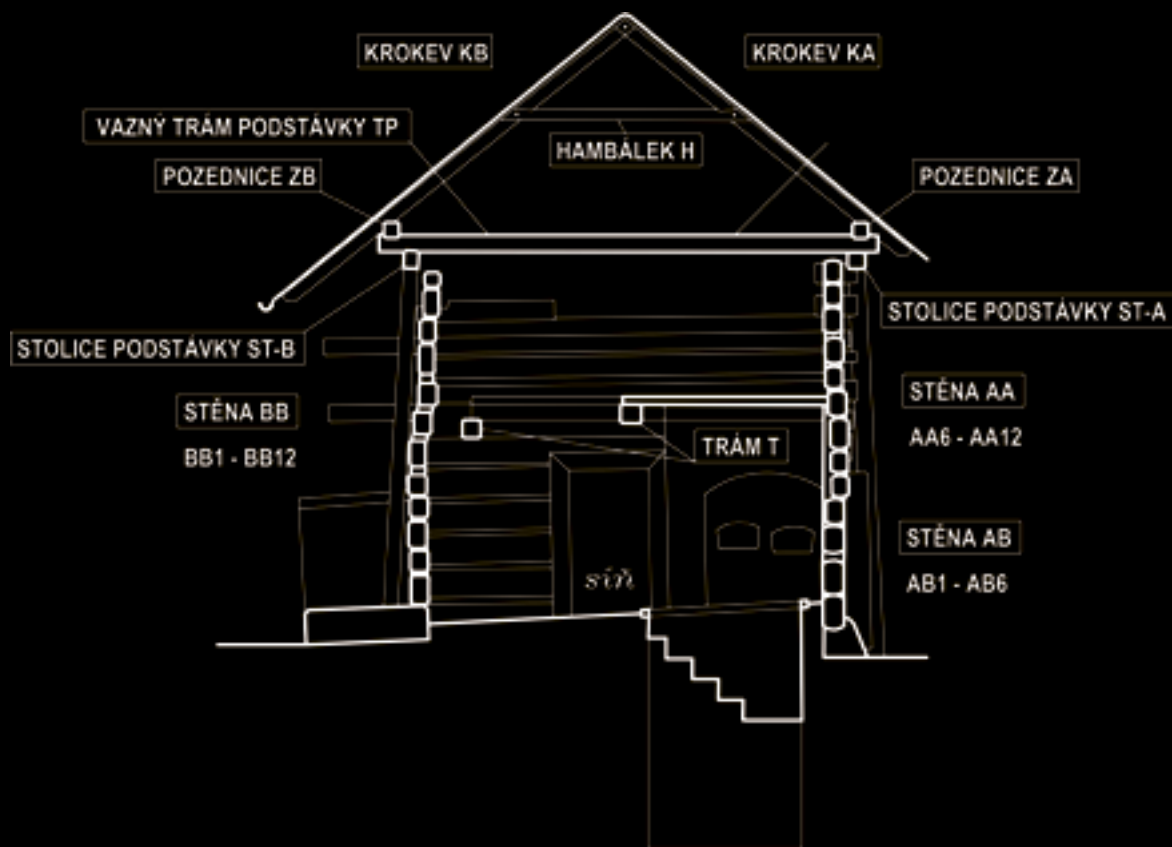 KROKEV KB
KROKEV KA
VAZNÝ TRÁM PODSTÁVKY TP
HAMBÁLEK H
POZEDNICE ZB
POZEDNICE ZA
STOLICE PODSTÁVKY ST-A
STOLICE PODSTÁVKY ST-B
STĚNA AA
STĚNA BB
AA6 - AA12
TRÁM T
BB1 - BB12
STĚNA AB
síň
AB1 - AB6